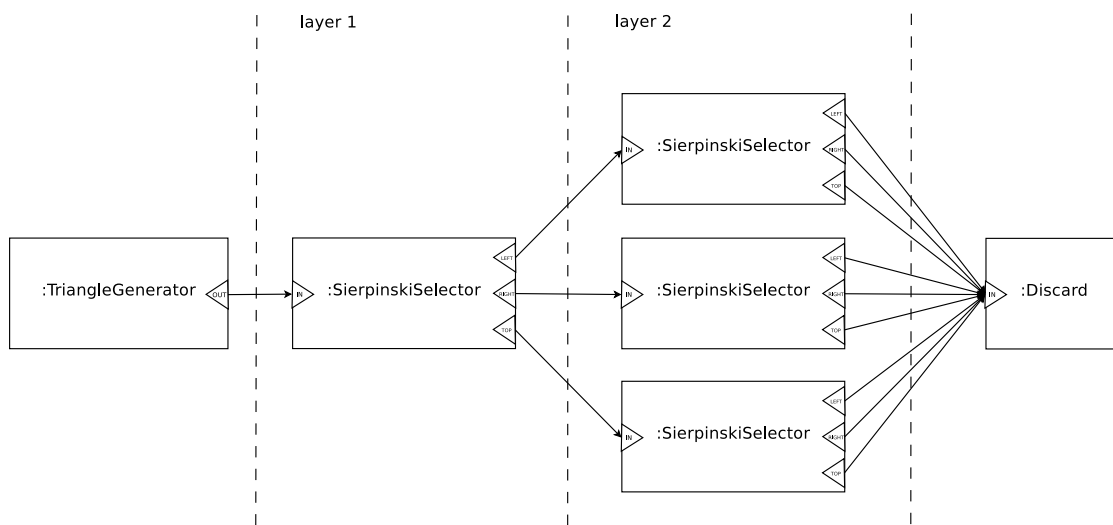 layer 1
layer 2
:TriangleGenerator
OUT
IN
:SierpinskiSelector
LEFT
RIGHT
TOP
IN
:SierpinskiSelector
LEFT
RIGHT
TOP
IN
:SierpinskiSelector
LEFT
RIGHT
TOP
IN
:SierpinskiSelector
LEFT
RIGHT
TOP
IN
:Discard